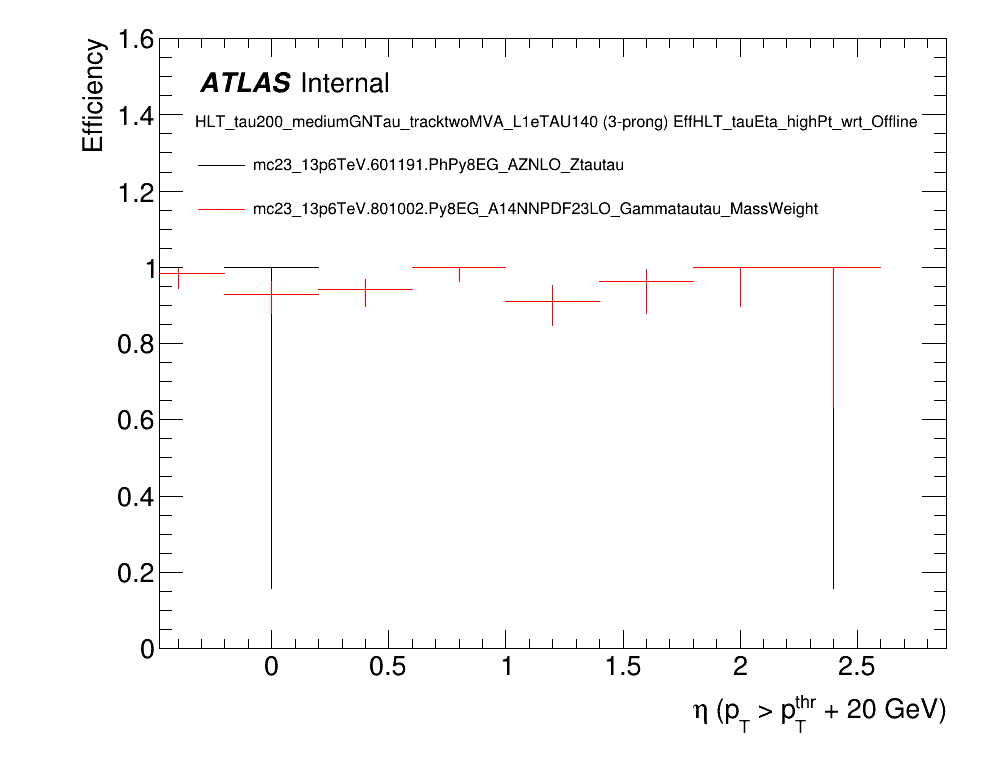 Efficiency
1.6
1.4
1.2
1
0.8
0.6
0.4
0.2
0
ATLAS Internal
HLT_tau200_mediumGNTau_tracktwoMVA_L1eTAU140 (3-prong) EffHLT_tauEta_highPt_wrt_Offline
mc23_13p6TeV.601191.PhPy8EG_AZNLO_Ztautau
mc23_13p6TeV.801002.Py8EG_A14NNPDF23LO_Gammatautau_MassWeight
0 0.5 1 1.5 2 2.5
η (p_T > p_T^thr + 20 GeV)